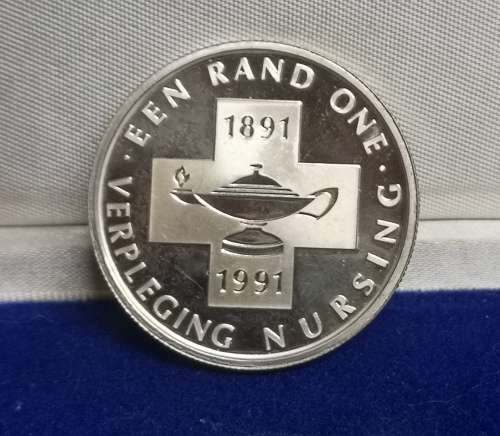 EEN RAND ONE
1891
1991
VERPLEGING NURSING